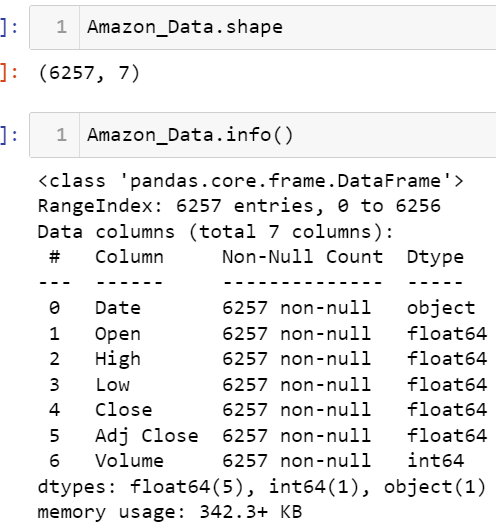 ]: 1 Amazon_Data.shape
]: (6257, 7)
]: 1 Amazon_Data.info()
<class 'pandas.core.frame.DataFrame'>
RangeIndex: 6257 entries, 0 to 6256
Data columns (total 7 columns):
 #   Column     Non-Null Count  Dtype
---  ------     --------------  -----
 0   Date       6257 non-null   object
 1   Open       6257 non-null   float64
 2   High       6257 non-null   float64
 3   Low        6257 non-null   float64
 4   Close      6257 non-null   float64
 5   Adj Close  6257 non-null   float64
 6   Volume     6257 non-null   int64
dtypes: float64(5), int64(1), object(1)
memory usage: 342.3+ KB